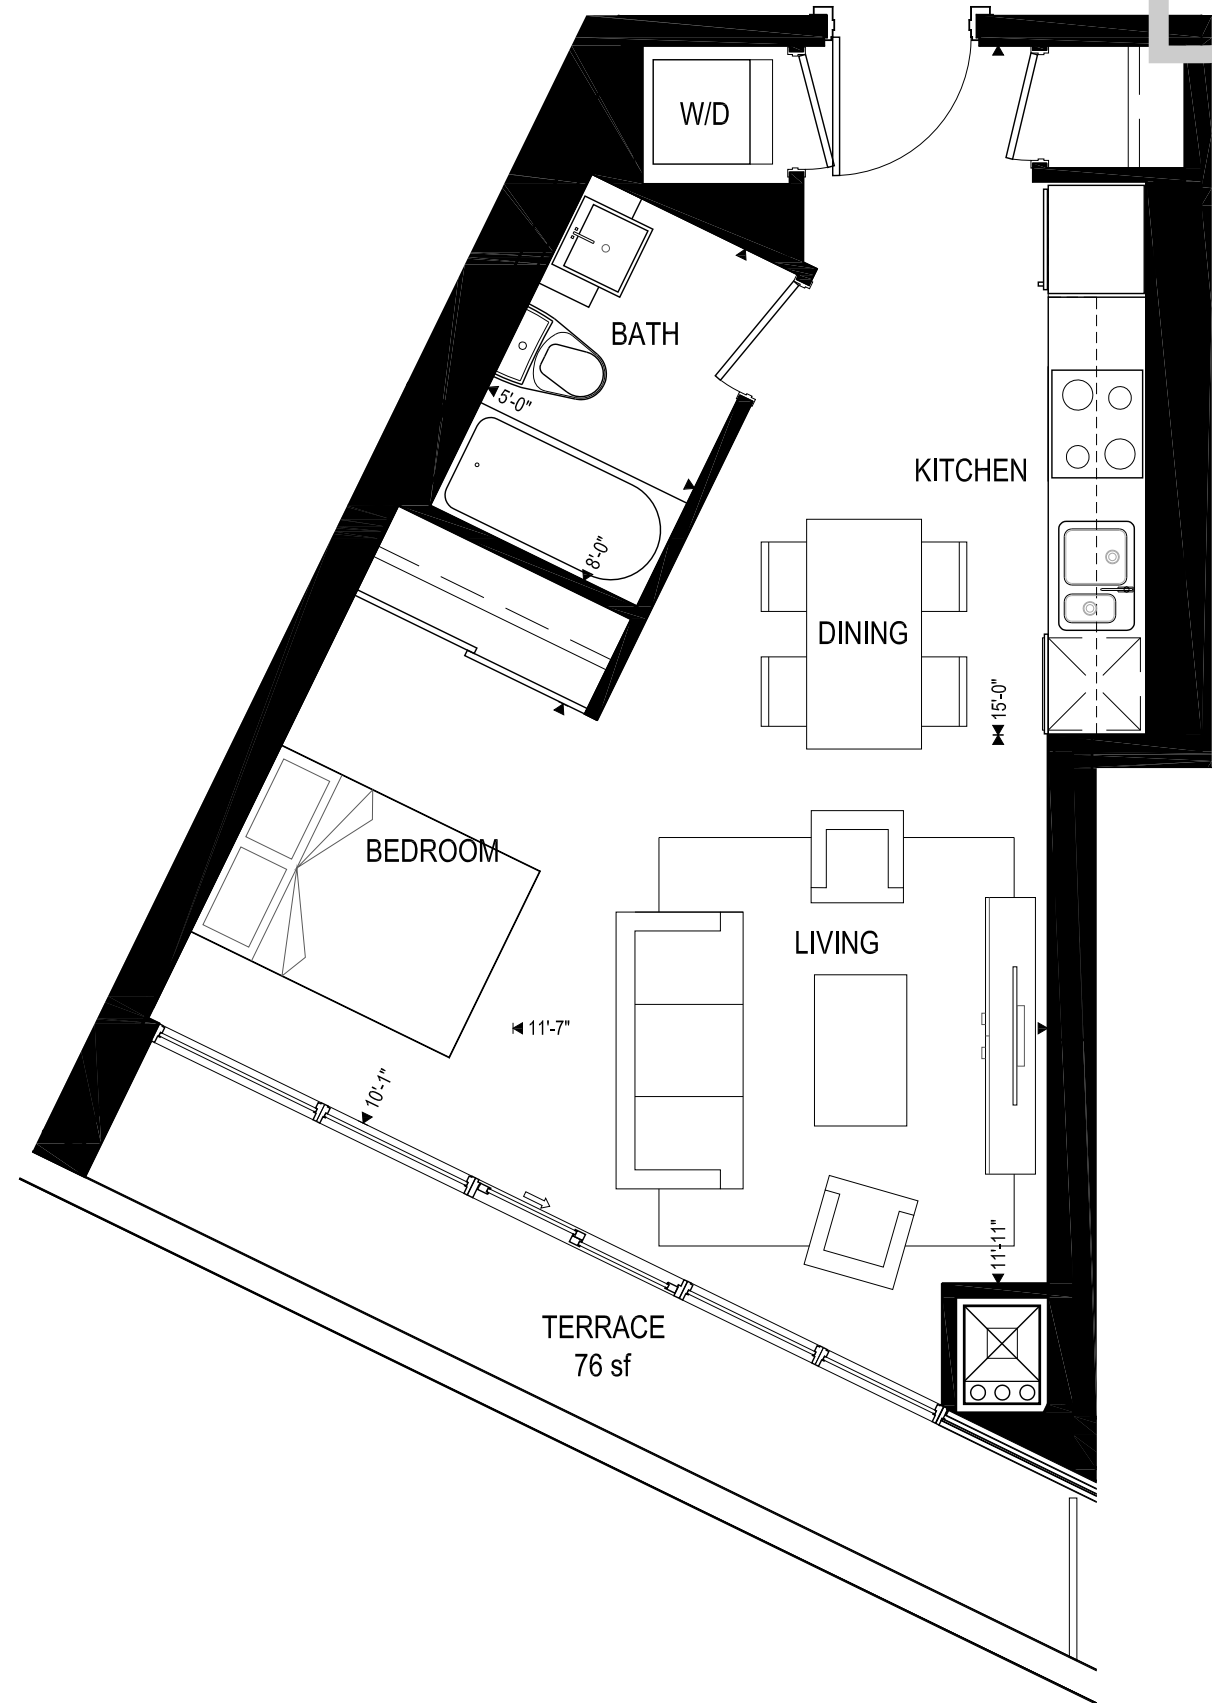 W/D
BATH
5'-0"
KITCHEN
8'-0"
DINING
15'-0"
BEDROOM
LIVING
11'-7"
10'-1"
11'-11"
TERRACE
76 sf